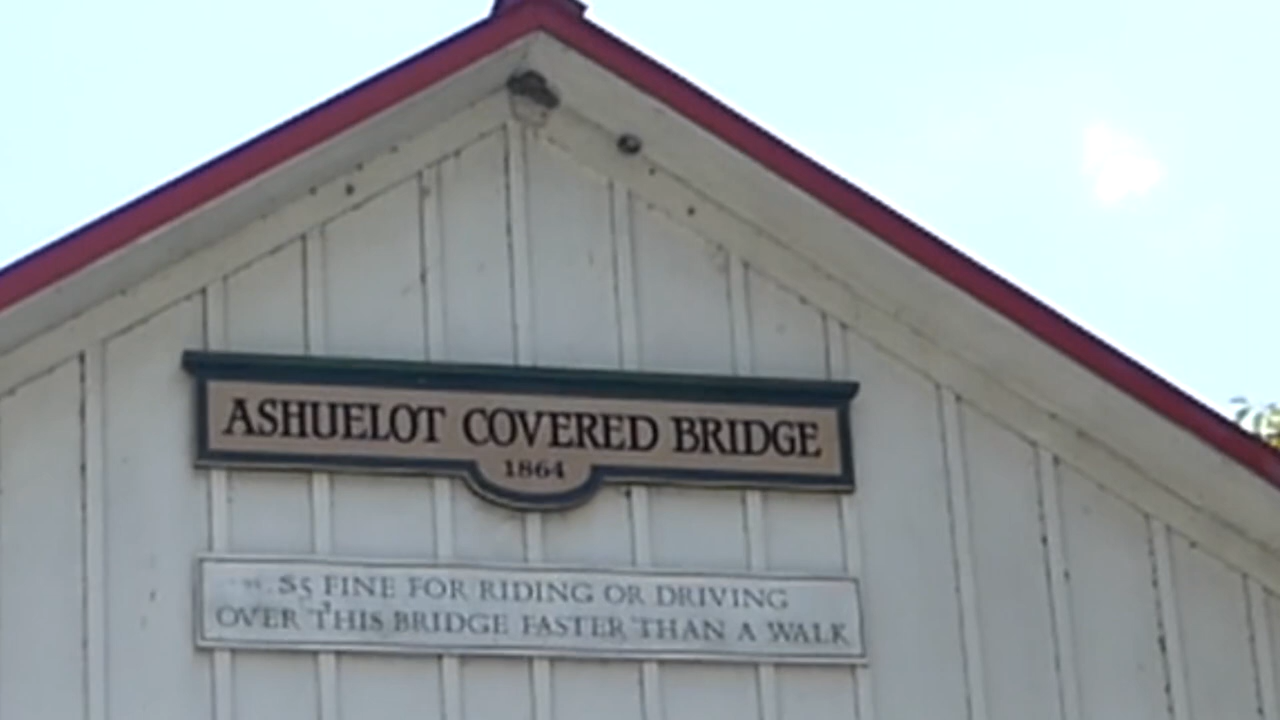 ASHUELOT COVERED BRIDGE
1864
$5 FINE FOR RIDING OR DRIVING
OVER THIS BRIDGE FASTER THAN A WALK